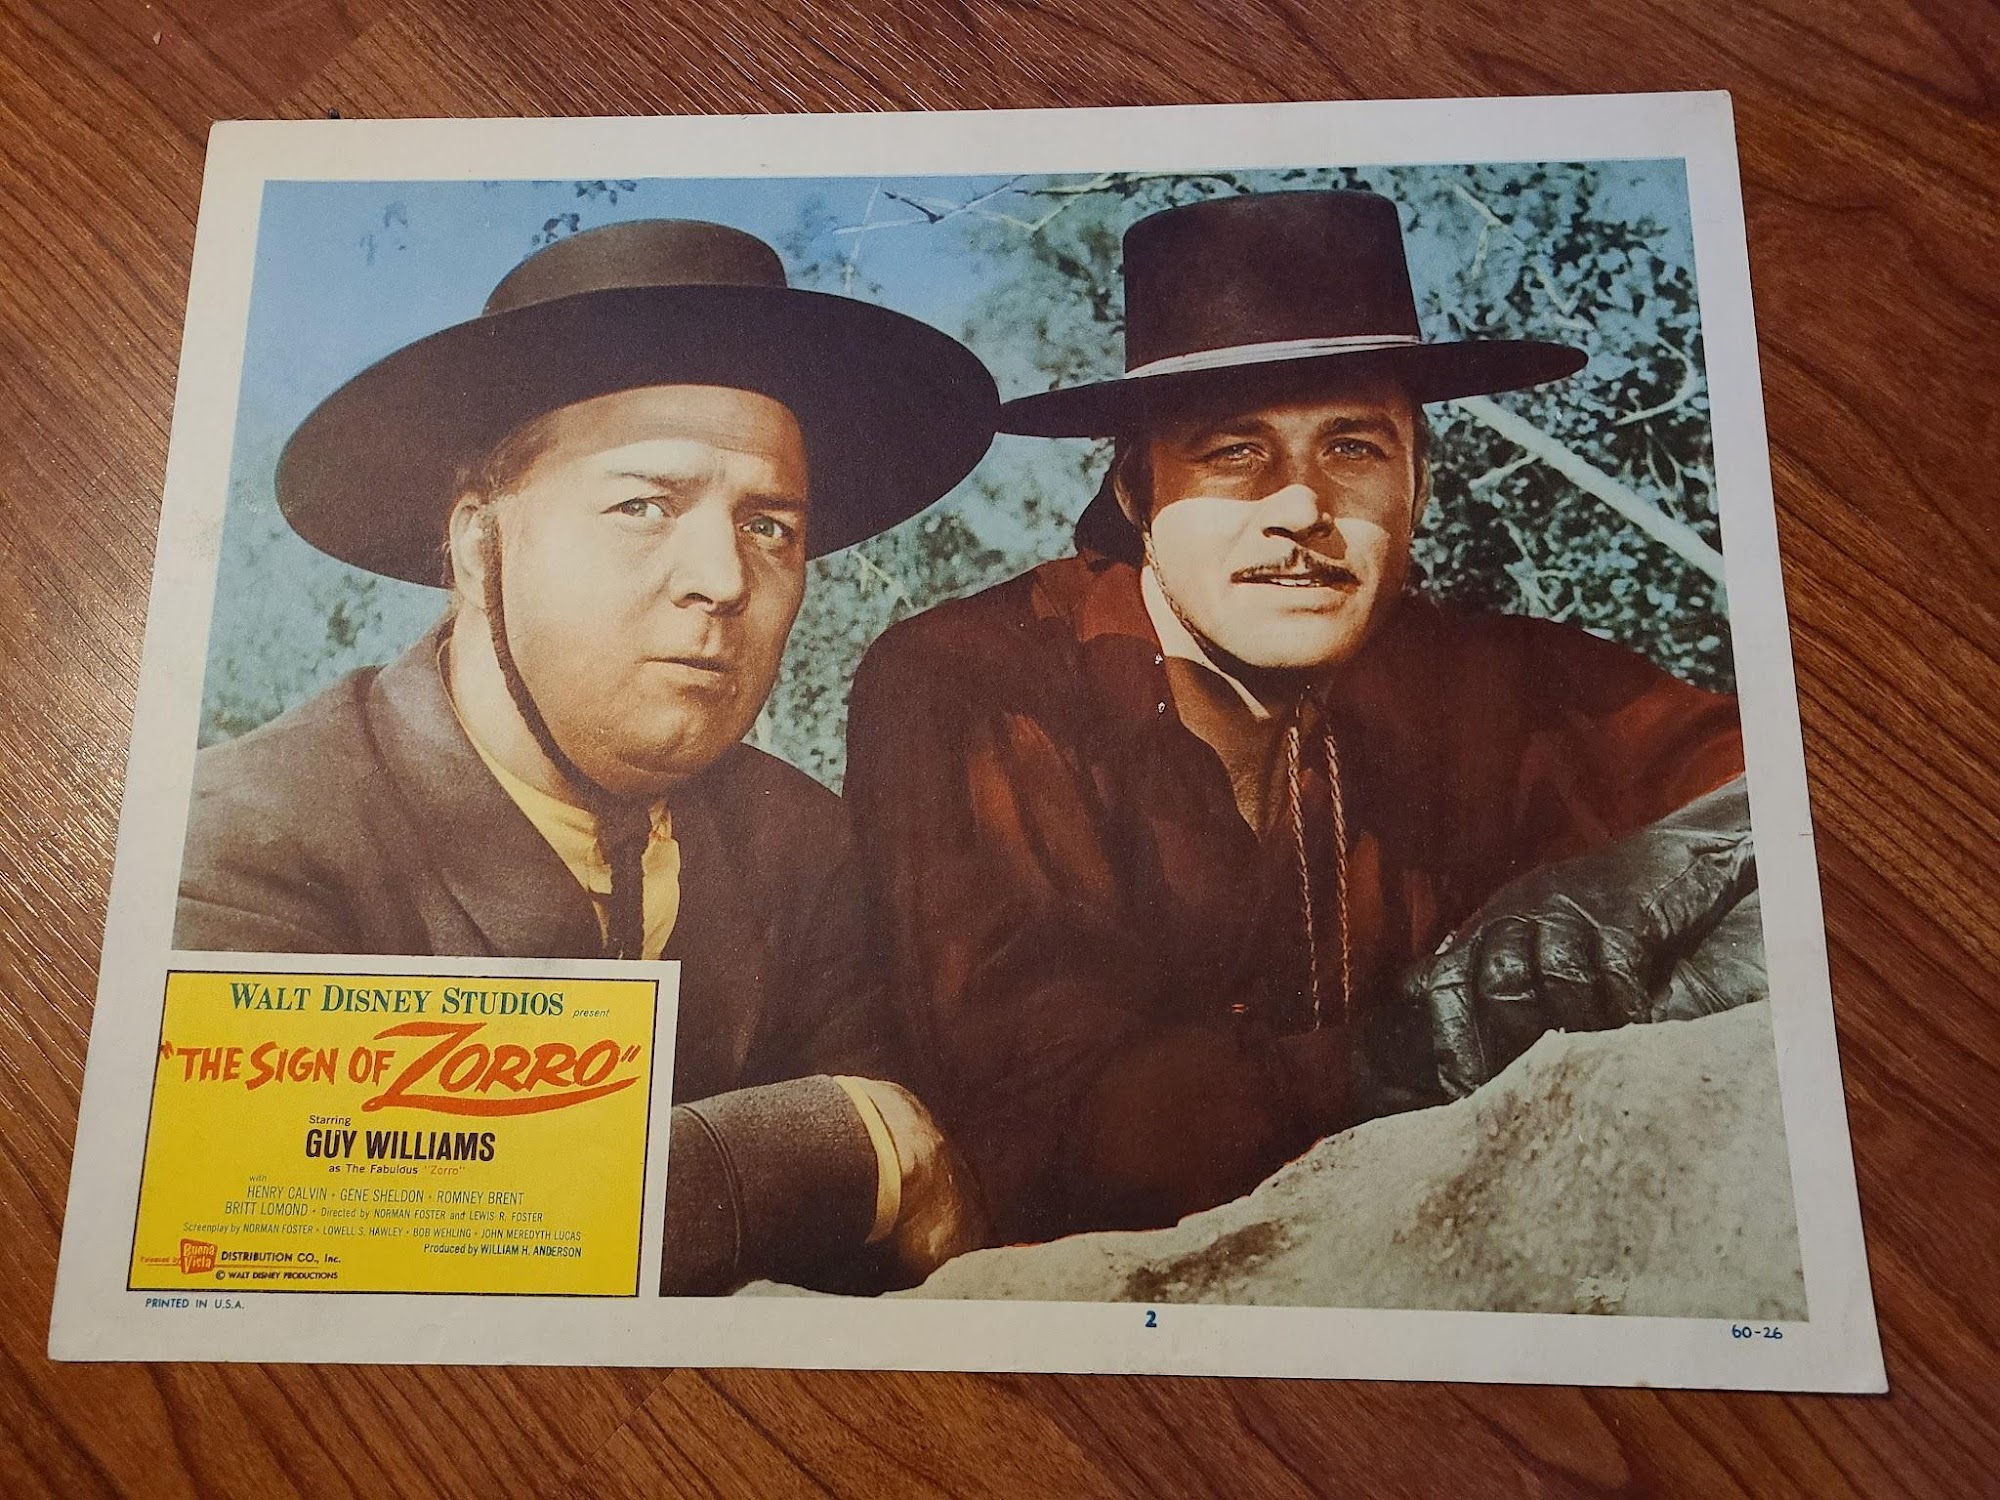 WALT DISNEY STUDIOS present
"THE SIGN OF ZORRO"
Starring
GUY WILLIAMS
as The Fabulous "Zorro"
with
HENRY CALVIN · GENE SHELDON · ROMNEY BRENT
BRITT LOMOND · Directed by NORMAN FOSTER and LEWIS R. FOSTER
Screenplay by NORMAN FOSTER · LOWELL S. HAWLEY · BOB WEHLING · JOHN MEREDYTH LUCAS
Produced by WILLIAM H. ANDERSON
Released by Buena Vista DISTRIBUTION CO., Inc.
© WALT DISNEY PRODUCTIONS
PRINTED IN U.S.A.
2
60-26